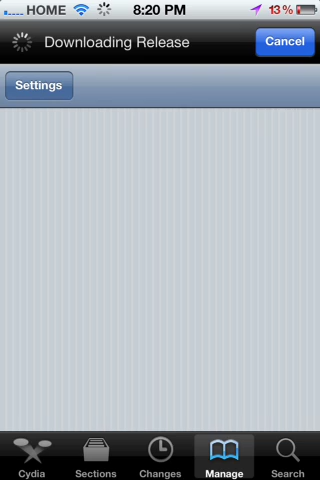 HOME 8:20 PM 13%
Downloading Release Cancel
Settings
Cydia Sections Changes Manage Search